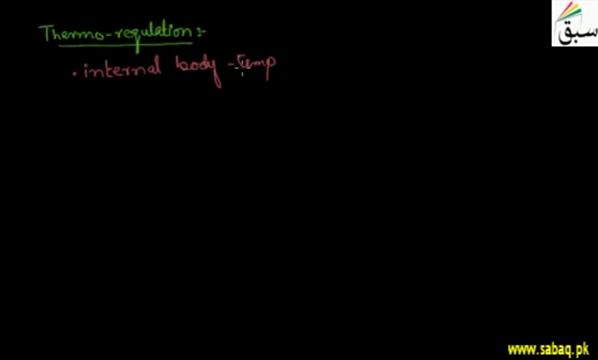 Thermo-regulation:-
. internal body -Temp
سبق
www.sabaq.pk